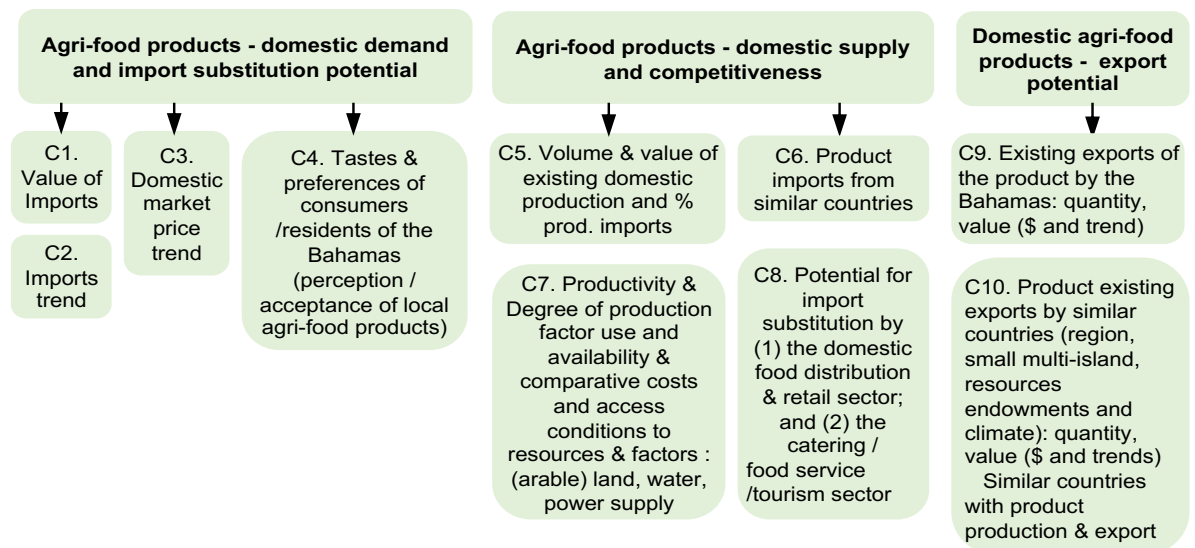 Agri-food products - domestic demand
and import substitution potential
Agri-food products - domestic supply
and competitiveness
Domestic agri-food
products -  export
potential
C1.
Value of
Imports
C2.
Imports
trend
C3.
Domestic
market
price
trend
C4. Tastes &
preferences of
consumers
/residents of the
Bahamas
(perception /
acceptance of local
agri-food products)
C5. Volume & value of
existing domestic
production and %
prod. imports
C7. Productivity &
Degree of production
factor use and
availability &
comparative costs
and access
conditions to
resources & factors :
(arable) land, water,
power supply
C6. Product
imports from
similar countries
C8. Potential for
import
substitution by
(1) the domestic
food distribution
& retail sector;
and (2) the
catering /
food service
/tourism sector
C9. Existing exports of
the product by the
Bahamas: quantity,
value ($ and trend)
C10. Product existing
exports by similar
countries (region,
small multi-island,
resources
endowments and
climate): quantity,
value ($ and trends)
Similar countries
with product
production & export